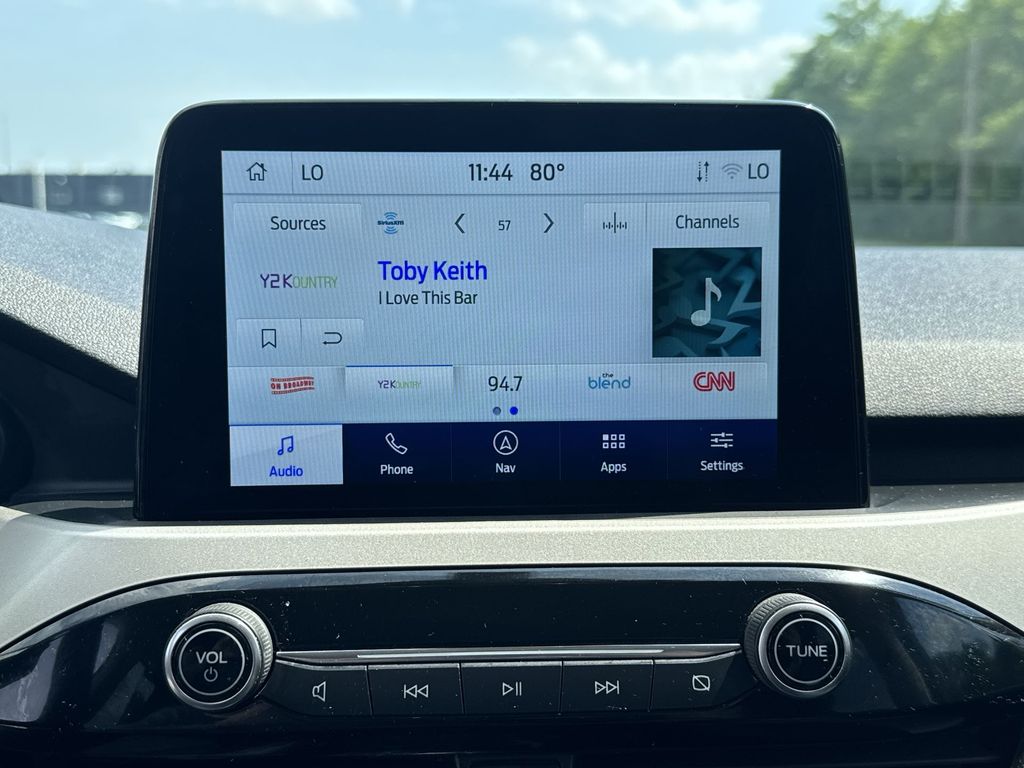 LO 11:44 80° LO
Sources SiriusXM 57 Channels
Y2KOUNTRY
Toby Keith
I Love This Bar
ON BROADWAY Y2KOUNTRY 94.7 the blend CNN
Audio Phone Nav Apps Settings
VOL TUNE